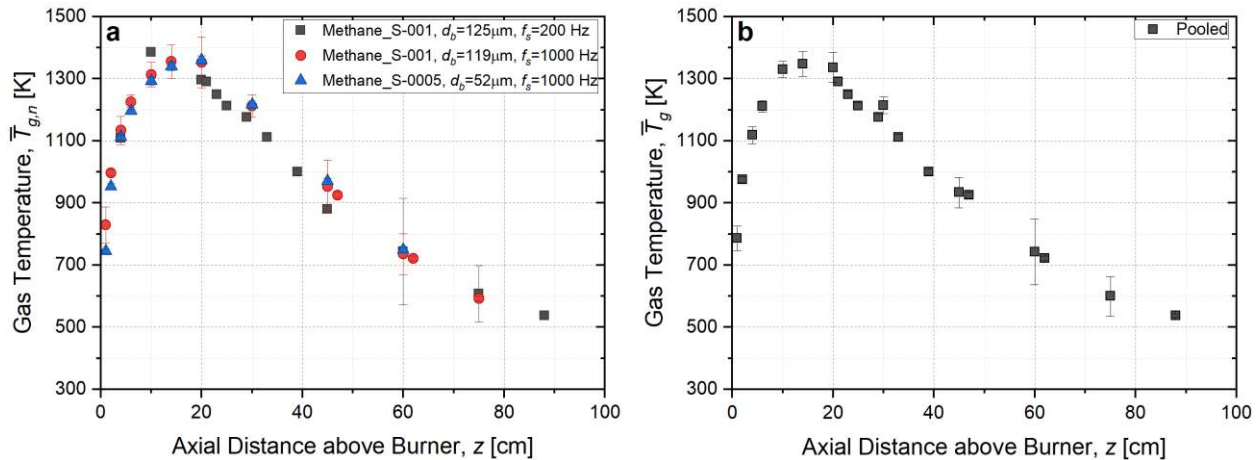 a
Methane_S-001, d_b=125μm, f_s=200 Hz
Methane_S-001, d_b=119μm, f_s=1000 Hz
Methane_S-0005, d_b=52μm, f_s=1000 Hz
Gas Temperature, T̅_g,n [K]
1500
1300
1100
900
700
500
300
0 20 40 60 80 100
Axial Distance above Burner, z [cm]
b
Pooled
Gas Temperature, T̅_g [K]
1500
1300
1100
900
700
500
300
0 20 40 60 80 100
Axial Distance above Burner, z [cm]